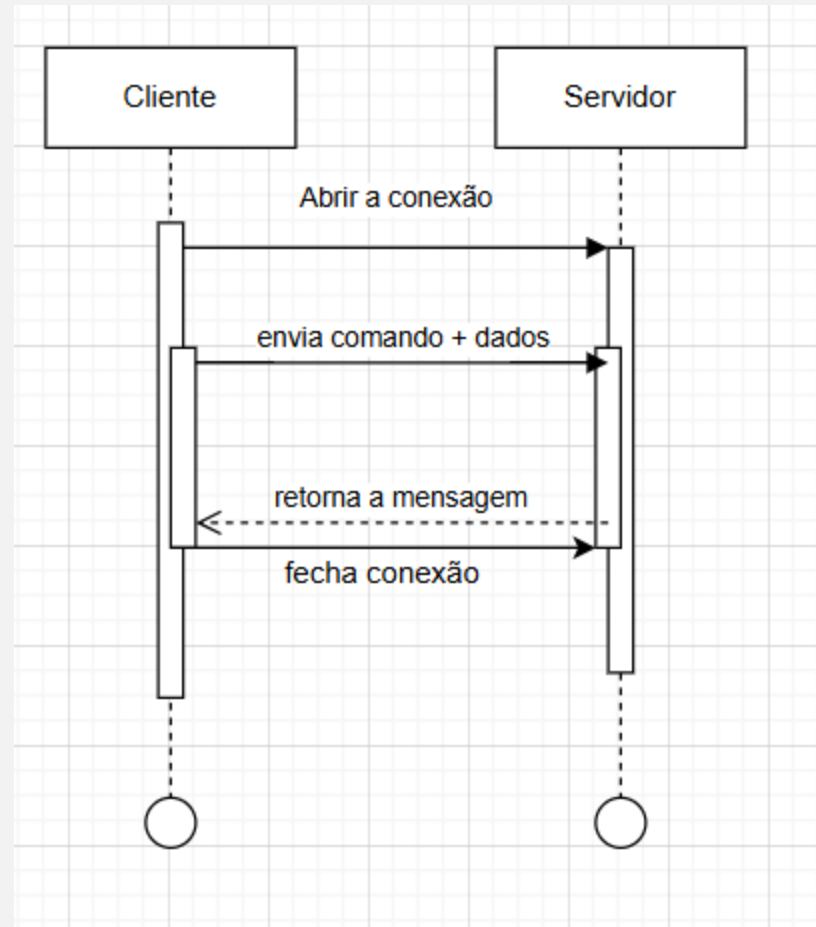 Cliente
Servidor
Abrir a conexão
envia comando + dados
retorna a mensagem
fecha conexão